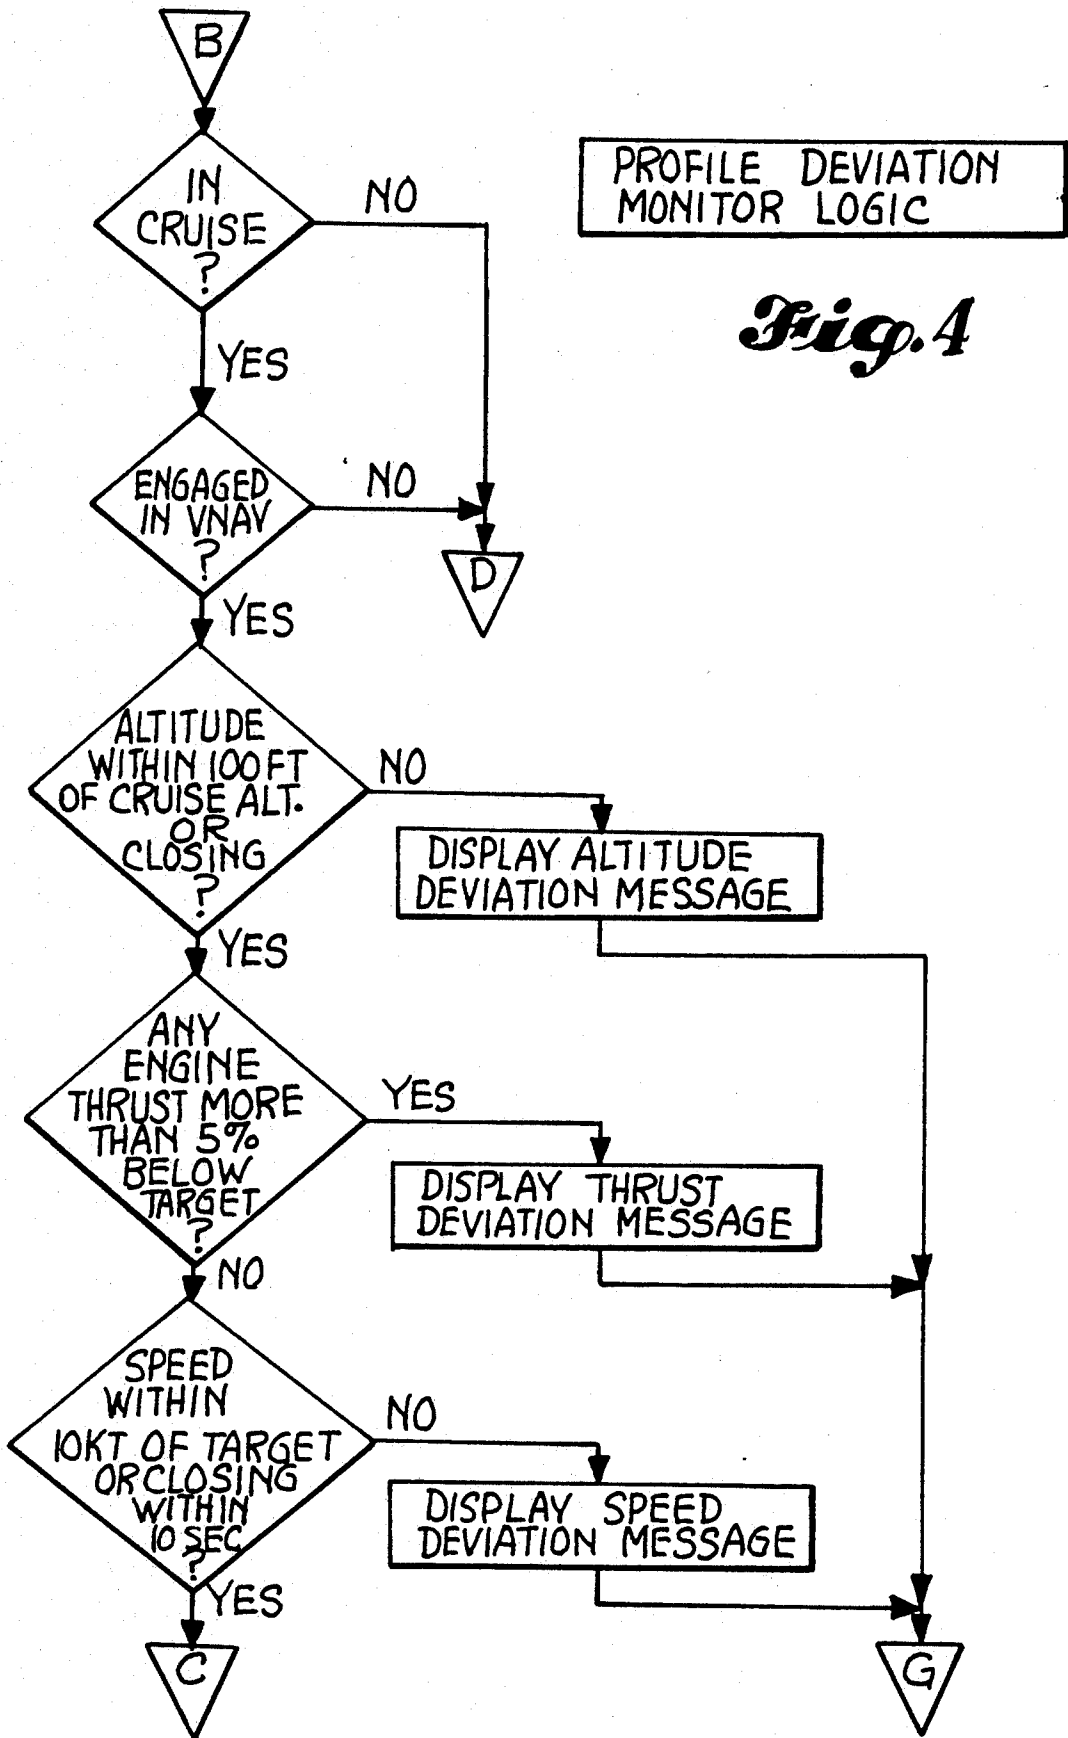 B
IN
CRUISE
?
NO
PROFILE DEVIATION
MONITOR LOGIC
Fig. 4
YES
ENGAGED
IN VNAV
?
NO
D
YES
ALTITUDE
WITHIN 100 FT
OF CRUISE ALT.
OR
CLOSING
?
NO
DISPLAY ALTITUDE
DEVIATION MESSAGE
YES
ANY
ENGINE
THRUST MORE
THAN 5%
BELOW
TARGET
?
YES
DISPLAY THRUST
DEVIATION MESSAGE
NO
SPEED
WITHIN
10KT OF TARGET
OR CLOSING
WITHIN
10 SEC
?
NO
DISPLAY SPEED
DEVIATION MESSAGE
YES
C
G